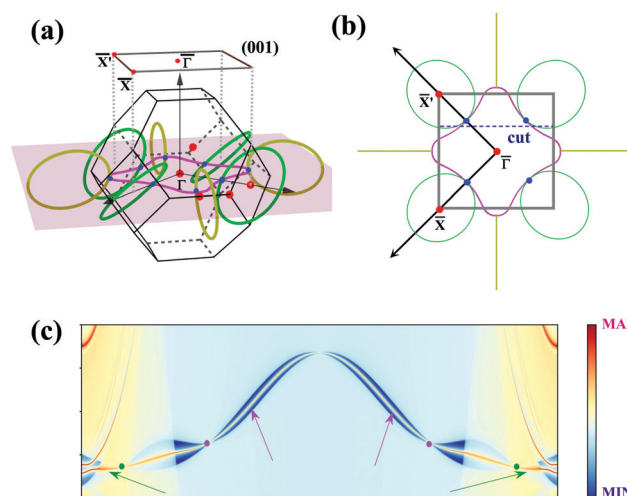 (a)
X̄'
Γ̄
(001)
X̄
Γ
(b)
X̄'
cut
Γ̄
X̄
(c)
MA
MIN